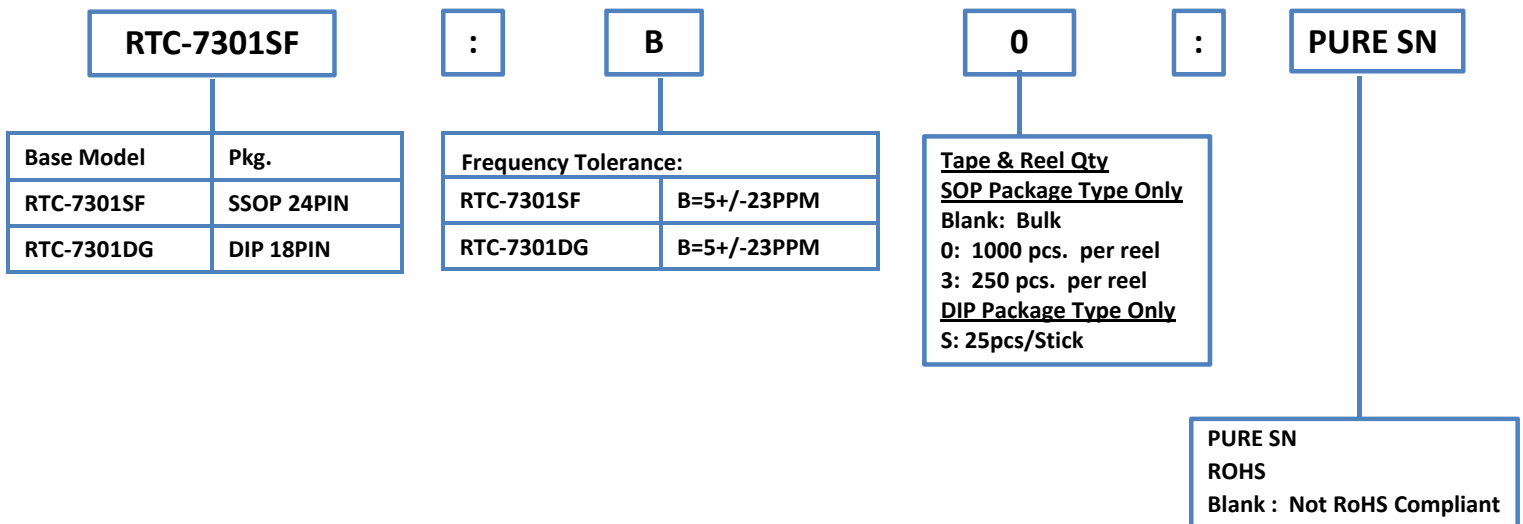 RTC-7301SF : B 0 : PURE SN
Base Model Pkg.
RTC-7301SF SSOP 24PIN
RTC-7301DG DIP 18PIN
Frequency Tolerance:
RTC-7301SF B=5+/-23PPM
RTC-7301DG B=5+/-23PPM
Tape & Reel Qty
SOP Package Type Only
Blank: Bulk
0: 1000 pcs. per reel
3: 250 pcs. per reel
DIP Package Type Only
S: 25pcs/Stick
PURE SN
ROHS
Blank : Not RoHS Compliant